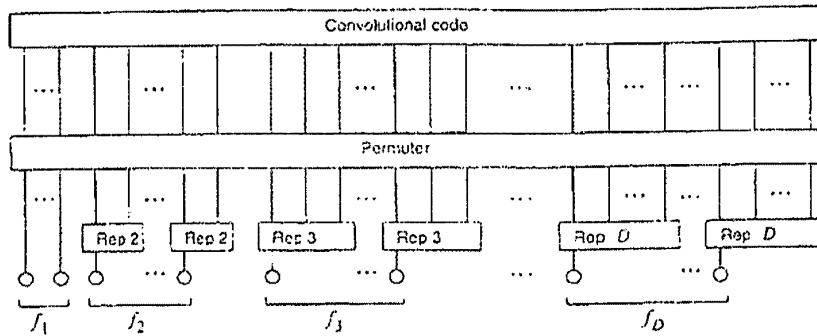 Convolutional code
... ... ... ... ... ...
Permuter
... ... ... ... ... ...
Rep 2 Rep 2 Rep 3 Rep 3 Rep D Rep D
... ... ... ...
f1 f2 f3 fD